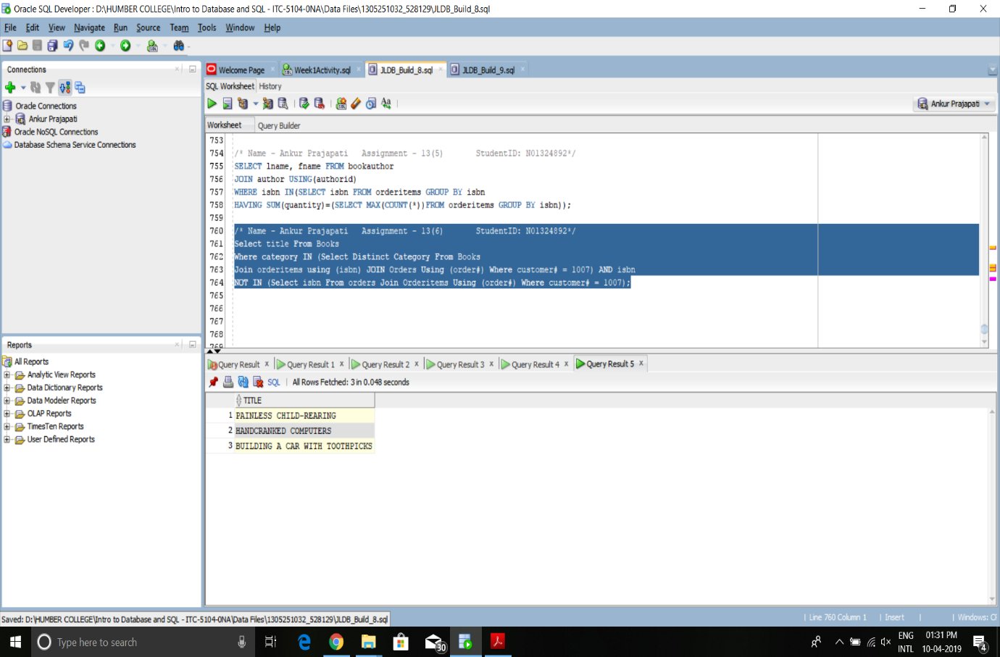 Oracle SQL Developer : D:\HUMBER COLLEGE\Intro to Database and SQL - ITC-5104-0NA\Data Files\1305251032_528129\JLDB_Build_8.sql
File Edit View Navigate Run Source Team Tools Window Help
Connections
Oracle Connections
Ankur Prajapati
Oracle NoSQL Connections
Database Schema Service Connections
Reports
All Reports
Analytic View Reports
Data Dictionary Reports
Data Modeler Reports
OLAP Reports
TimesTen Reports
User Defined Reports
Welcome Page Week1Activity.sql JLDB_Build_8.sql JLDB_Build_9.sql
SQL Worksheet History
Ankur Prajapati
Worksheet Query Builder
753
754 /* Name - Ankur Prajapati Assignment - 13(5) StudentID: N01324892*/
755 SELECT lname, fname FROM bookauthor
756 JOIN author USING(authorid)
757 WHERE isbn IN(SELECT isbn FROM orderitems GROUP BY isbn
758 HAVING SUM(quantity)=(SELECT MAX(COUNT(*))FROM orderitems GROUP BY isbn));
759
760 /* Name - Ankur Prajapati Assignment - 13(6) StudentID: N01324892*/
761 Select title From Books
762 Where category IN (Select Distinct Category From Books
763 Join orderitems using (isbn) JOIN Orders Using (order#) Where customer# = 1007) AND isbn
764 NOT IN (Select isbn From orders Join Orderitems Using (order#) Where customer# = 1007);
765
766
767
768
769
Query Result Query Result 1 Query Result 2 Query Result 3 Query Result 4 Query Result 5
SQL | All Rows Fetched: 3 in 0.048 seconds
TITLE
1 PAINLESS CHILD-REARING
2 HANDCRANKED COMPUTERS
3 BUILDING A CAR WITH TOOTHPICKS
Saved: D:\HUMBER COLLEGE\Intro to Database and SQL - ITC-5104-0NA\Data Files\1305251032_528129\JLDB_Build_8.sql
| Line 760 Column 1 | Insert | | Windows: CF
Type here to search
30
ENG
INTL
01:31 PM
10-04-2019
4